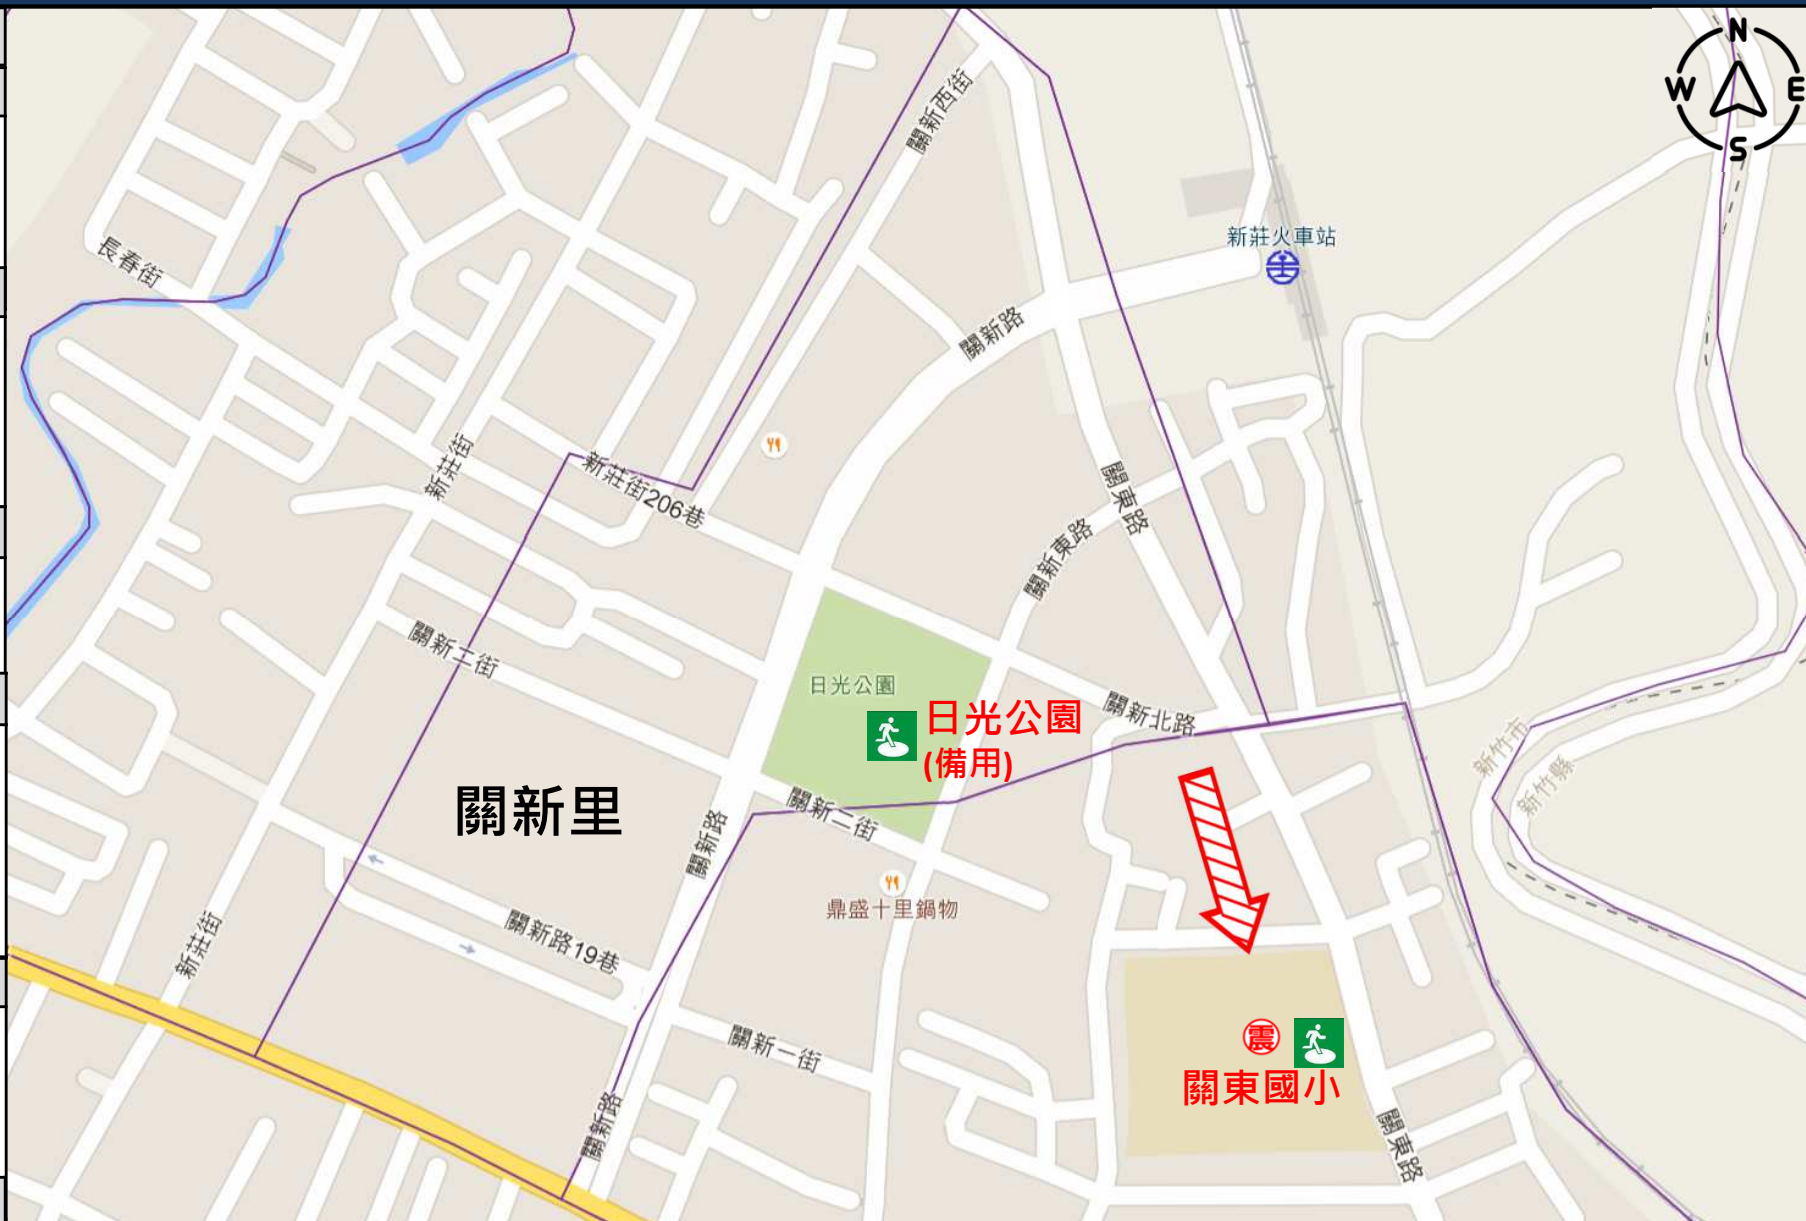 N
W
E
S
關新西街
新莊火車站
長春街
關新路
新莊街
新莊街206巷
關東路
關新東路
關新二街
日光公園
日光公園
(備用)
關新北路
新竹市
新竹縣
關新里
關新二街
關新路
鼎盛十里鍋物
新莊街
關新路19巷
關新一街
震
關東國小
關新路
關東路